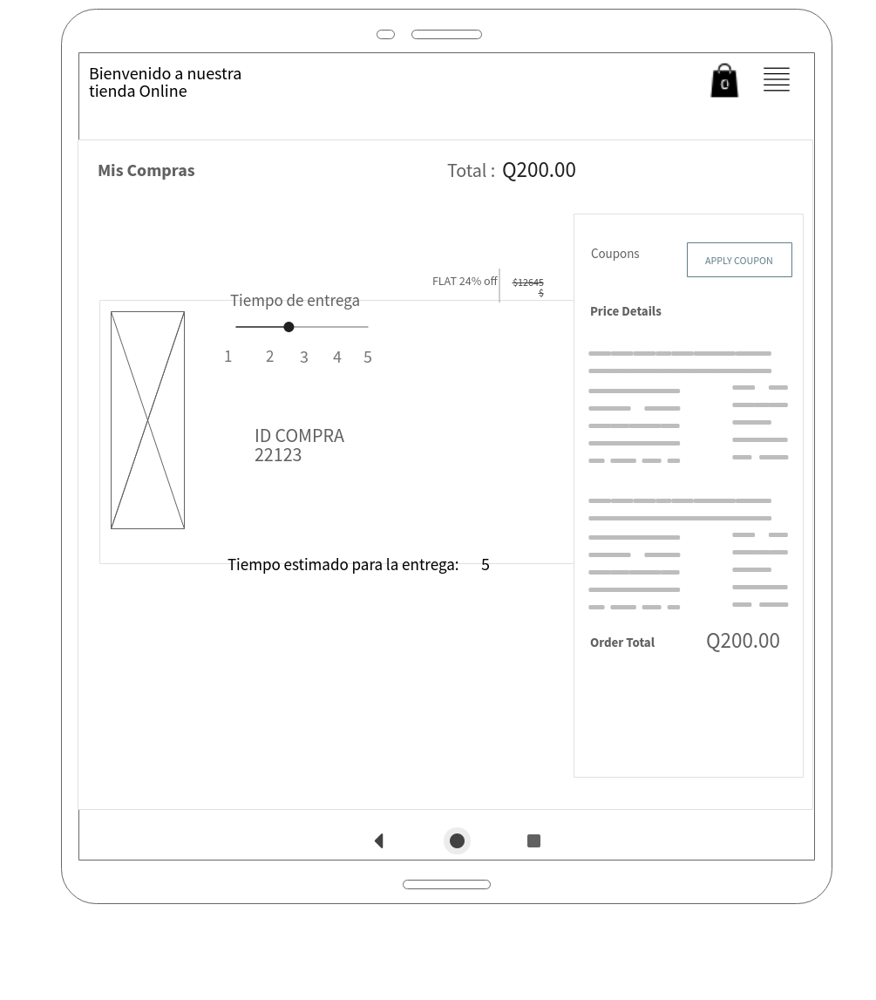 Bienvenido a nuestra
tienda Online
0
Mis Compras
Total : Q200.00
Coupons
APPLY COUPON
FLAT 24% off
$12645
$
Tiempo de entrega
1 2 3 4 5
Price Details
ID COMPRA
22123
Tiempo estimado para la entrega: 5
Order Total Q200.00